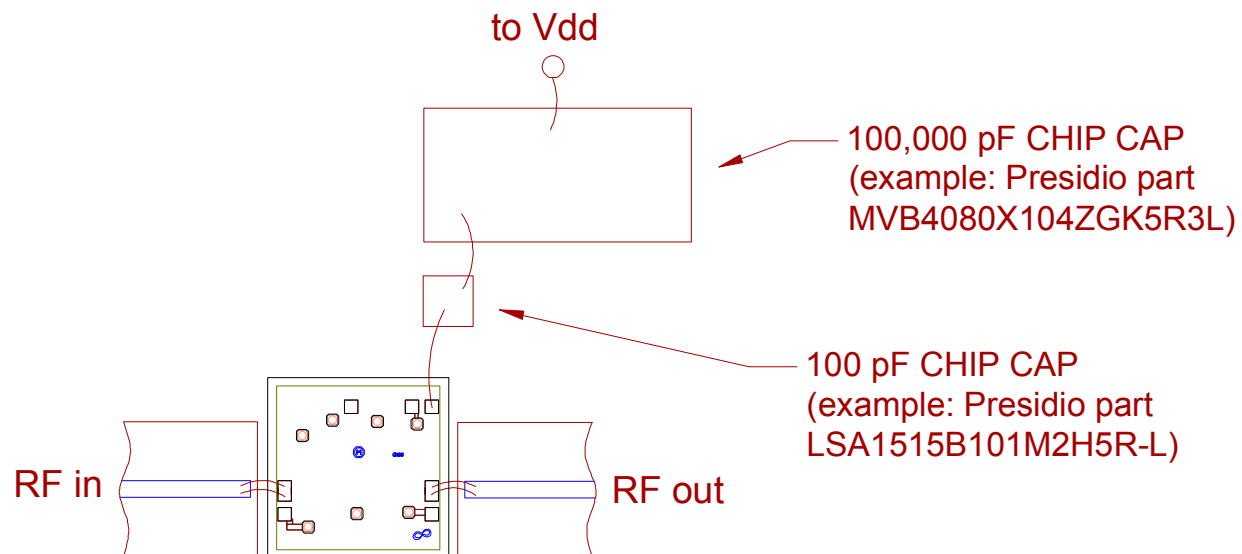 to Vdd
100,000 pF CHIP CAP
(example: Presidio part
MVB4080X104ZGK5R3L)
100 pF CHIP CAP
(example: Presidio part
LSA1515B101M2H5R-L)
RF in
RF out